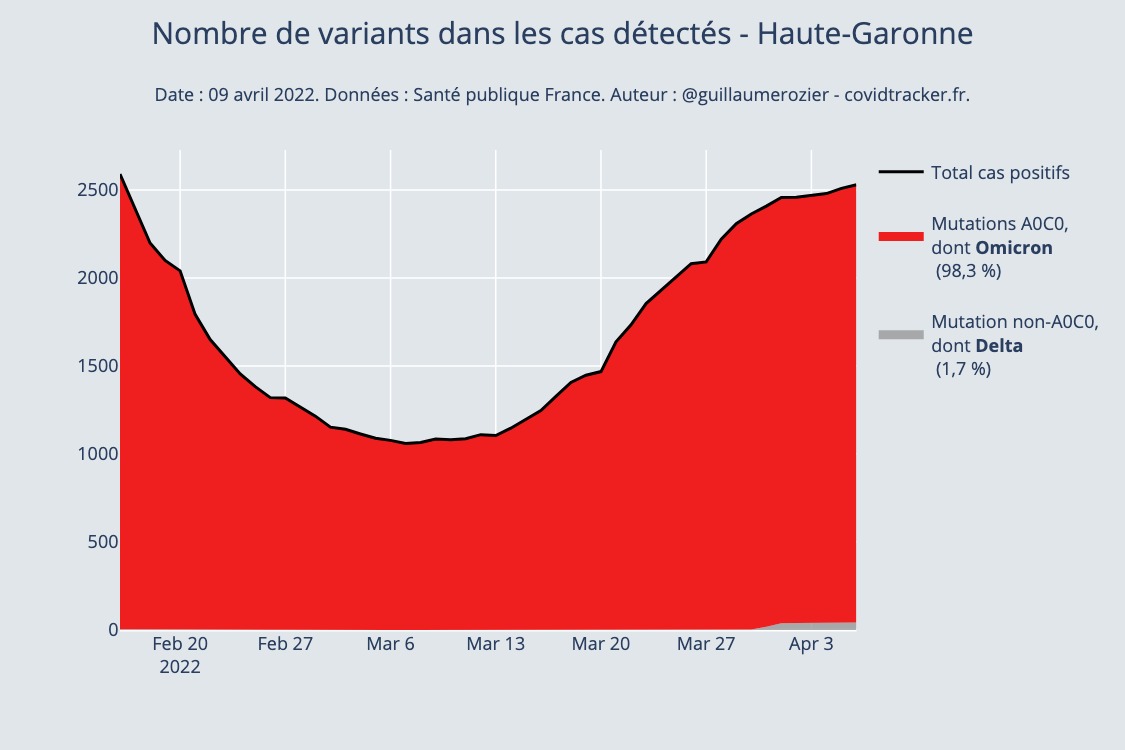 Nombre de variants dans les cas détectés - Haute-Garonne
Date : 09 avril 2022. Données : Santé publique France. Auteur : @guillaumerozier - covidtracker.fr.
2500
2000
1500
1000
500
0
Feb 20
2022
Feb 27
Mar 6
Mar 13
Mar 20
Mar 27
Apr 3
Total cas positifs
Mutations A0C0,
dont Omicron
(98,3 %)
Mutation non-A0C0,
dont Delta
(1,7 %)